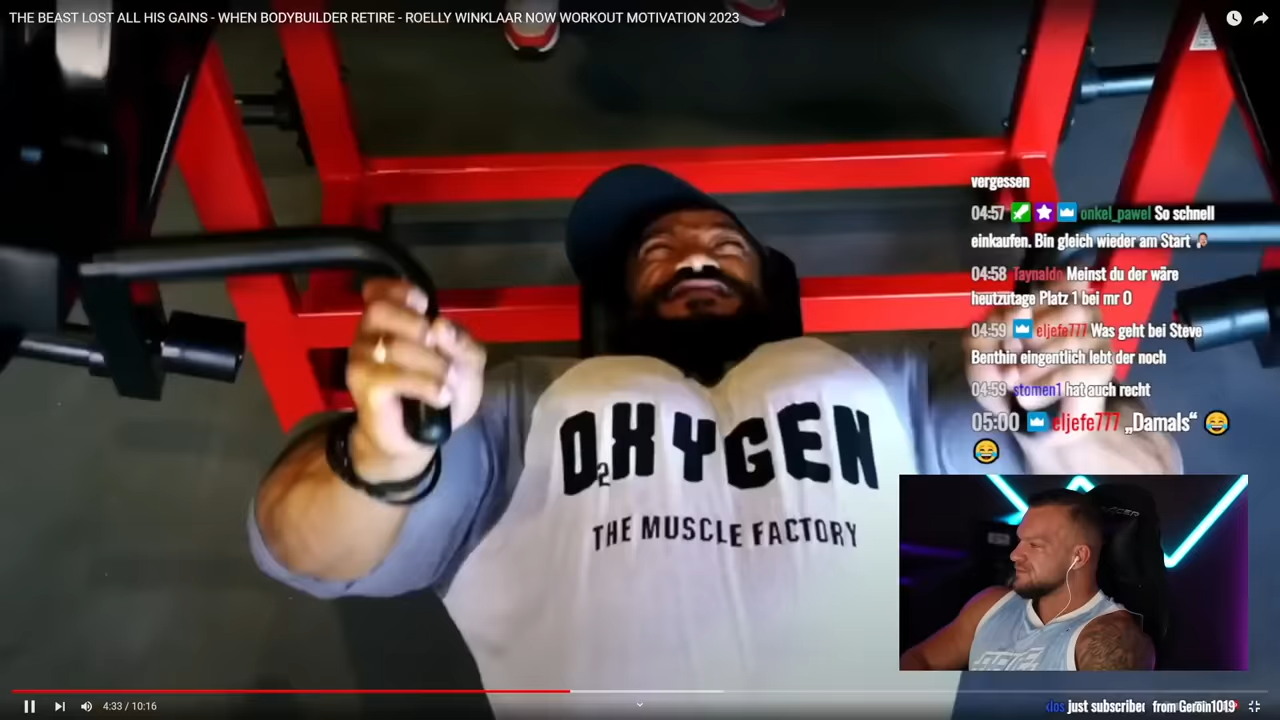 THE BEAST LOST ALL HIS GAINS - WHEN BODYBUILDER RETIRE - ROELLY WINKLAAR NOW WORKOUT MOTIVATION 2023
vergessen
04:57 onkel_pawel So schnell
einkaufen. Bin gleich wieder am Start
04:58 Taynaldo Meinst du der wäre
heutzutage Platz 1 bei mr O
04:59 eljefe777 Was geht bei Steve
Benthin eingentlich lebt der noch
04:59 stomen1 hat auch recht
05:00 eljefe777 „Damals“
O2XYGEN
THE MUSCLE FACTORY
4:33 / 10:16
just subscribed from Geroin1019